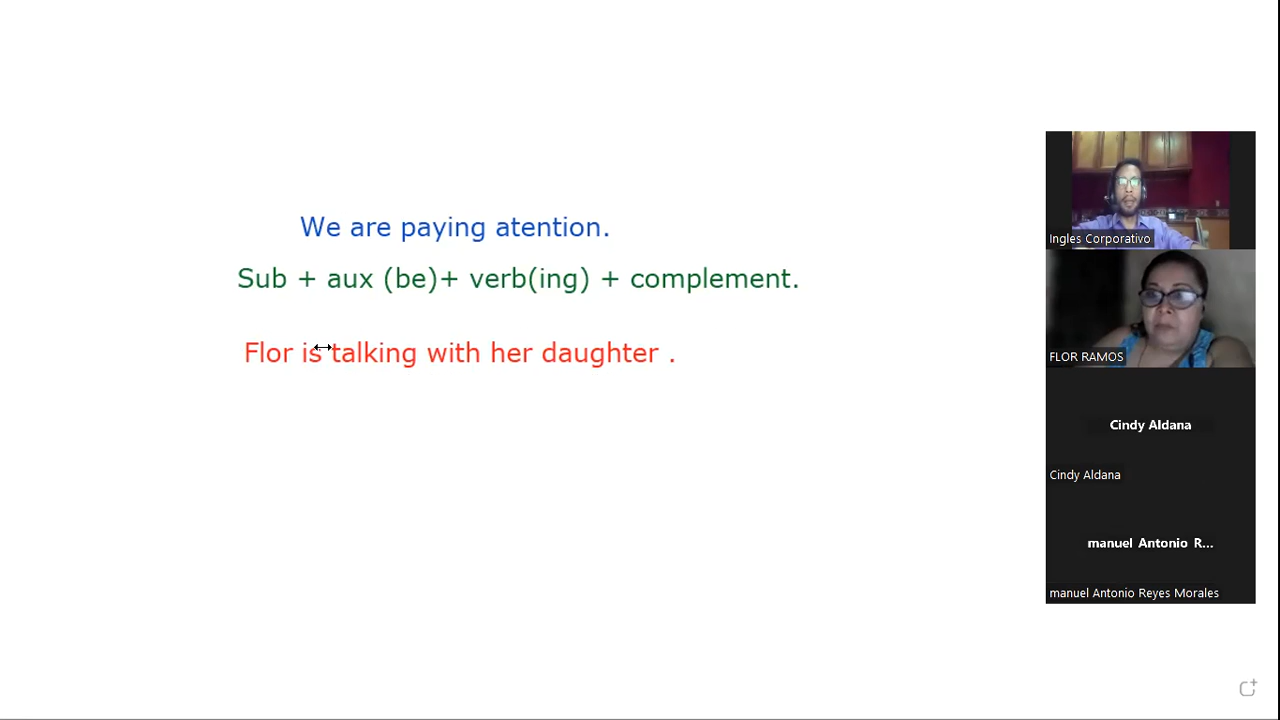 We are paying atention.
Sub + aux (be)+ verb(ing) + complement.
Flor is talking with her daughter .
Ingles Corporativo
FLOR RAMOS
Cindy Aldana
Cindy Aldana
manuel Antonio R...
manuel Antonio Reyes Morales